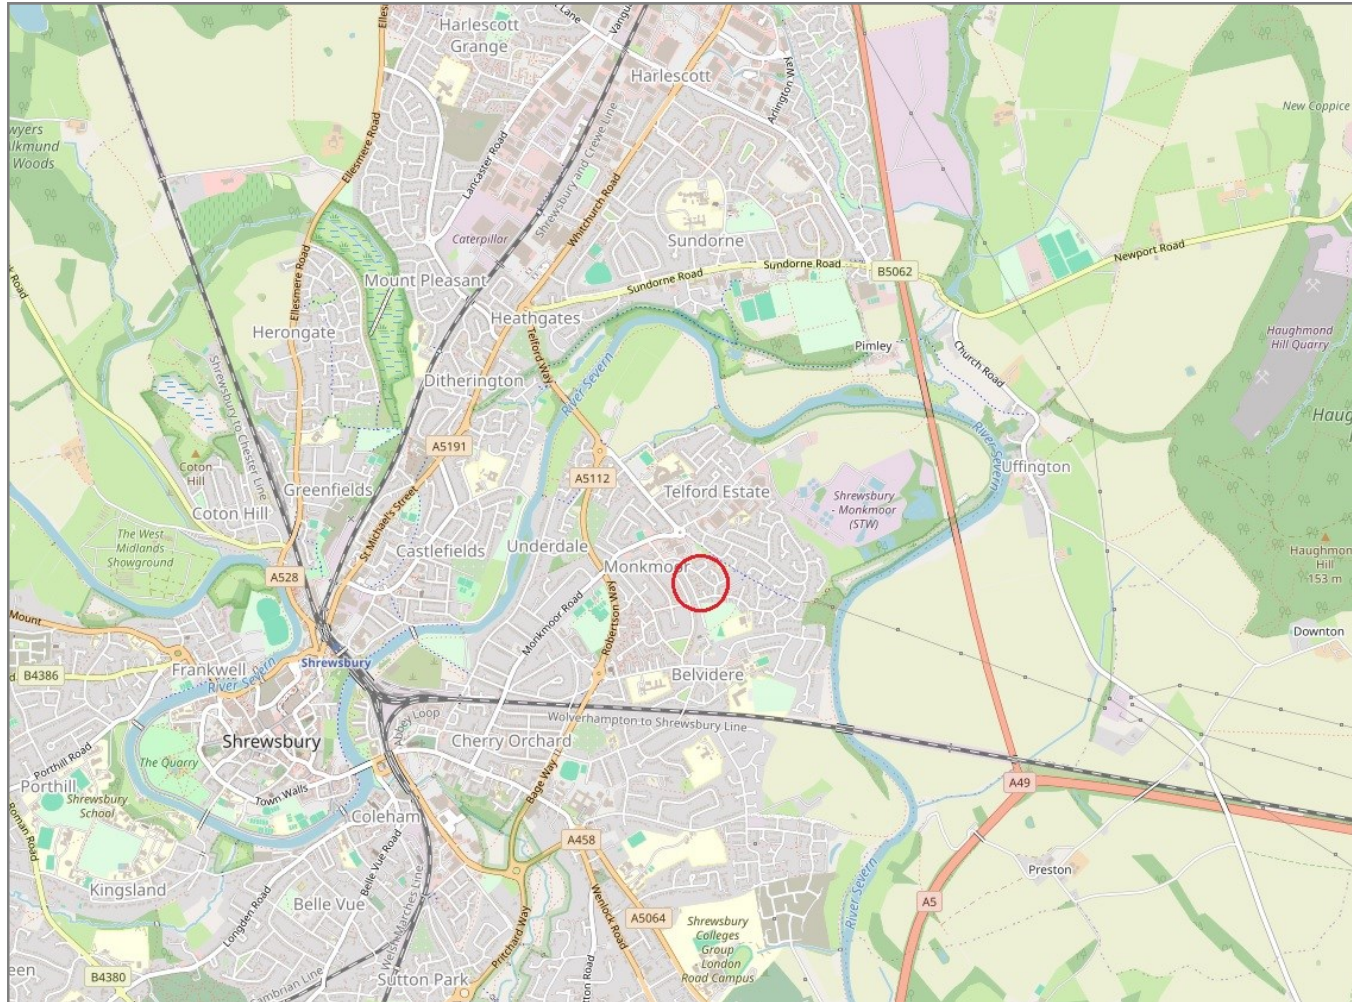 Harlescott
Grange
Harlescott
Arlington Way
New Coppice
Ellesmere Road
Lancaster Road
Shrewsbury and Crewe Line
Whitchurch Road
Caterpillar
Sundorne
Newport Road
Sundorne Road
Sundorne Road
B5062
Mount Pleasant
Ellesmere Road
Herongate
Heathgates
Telford Way
Pimley
Church Road
Haughmond
Hill Quarry
Ditherington
River Severn
Shrewsbury to Chester Line
A5191
River Severn
Uffington
Coton
Hill
Greenfields
Coton Hill
A5112
Telford Estate
Shrewsbury
- Monkmoor
(STW)
St Michael's Street
The West
Midlands
Showground
Castlefields
Underdale
Monkmoor
A528
Haughmond
Hill
153 m
Mount
Monkmoor Road
Robertson Way
Downton
Frankwell
Shrewsbury
B4386
River Severn
Belvidere
Abbey Loop
Wolverhampton to Shrewsbury Line
Shrewsbury
Cherry Orchard
The Quarry
Porthill Road
Porthill
Town Walls
Bage Way
A49
Shrewsbury
School
Roman Road
Coleham
A458
Belle Vue Road
Preston
Kingsland
Longden Road
Belle Vue
Welsh Marches Line
Pritchard Way
Wenlock Road
A5064
Shrewsbury
Colleges
Group
London
Road Campus
River Severn
A5
B4380
Sutton Park